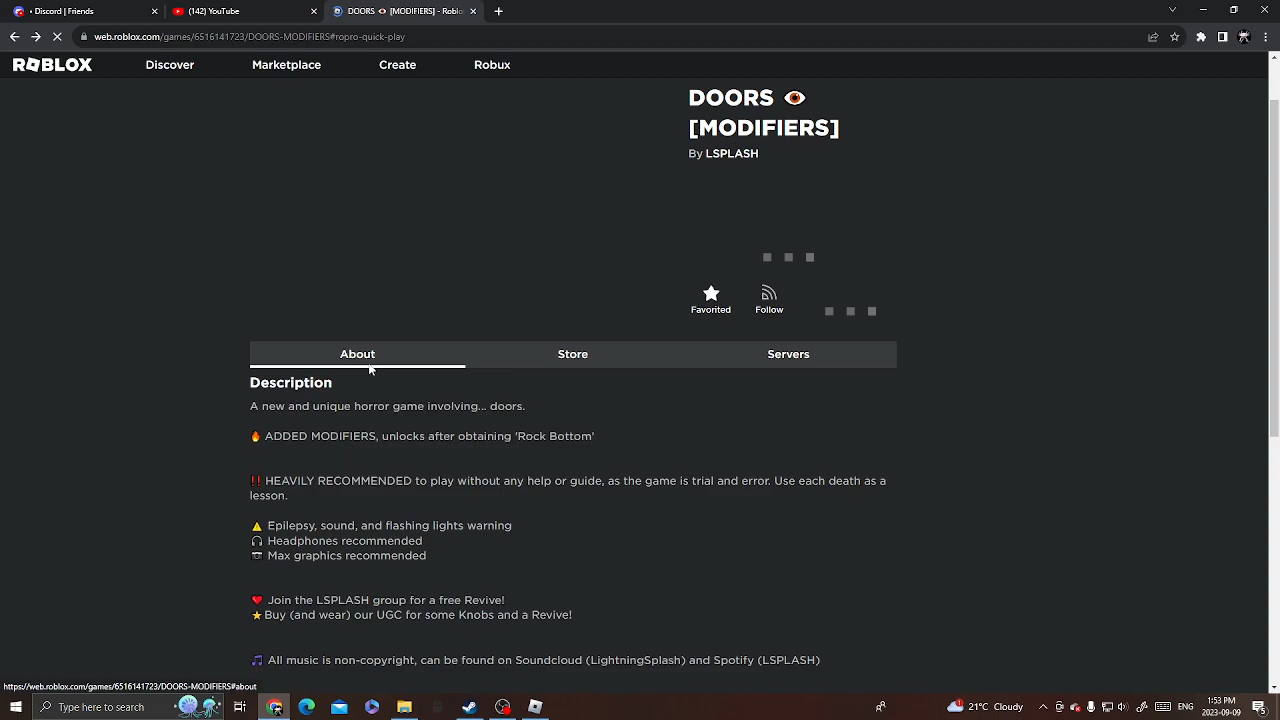 Discord | Friends
(142) YouTube
DOORS 👁 [MODIFIERS] - Roblo
web.roblox.com/games/6516141723/DOORS-MODIFIERS#ropro-quick-play
ROBLOX
Discover
Marketplace
Create
Robux
DOORS 👁
[MODIFIERS]
By LSPLASH
Favorited
Follow
About
Store
Servers
Description
A new and unique horror game involving... doors.
🔥 ADDED MODIFIERS, unlocks after obtaining 'Rock Bottom'
‼ HEAVILY RECOMMENDED to play without any help or guide, as the game is trial and error. Use each death as a
lesson.
⚠ Epilepsy, sound, and flashing lights warning
🎧 Headphones recommended
Max graphics recommended
❤ Join the LSPLASH group for a free Revive!
⭐Buy (and wear) our UGC for some Knobs and a Revive!
🎵 All music is non-copyright, can be found on Soundcloud (LightningSplash) and Spotify (LSPLASH)
https://web.roblox.com/games/6516141723/DOORS-MODIFIERS#about
Type here to search
21°C Cloudy
1:53 PM
2023-09-09